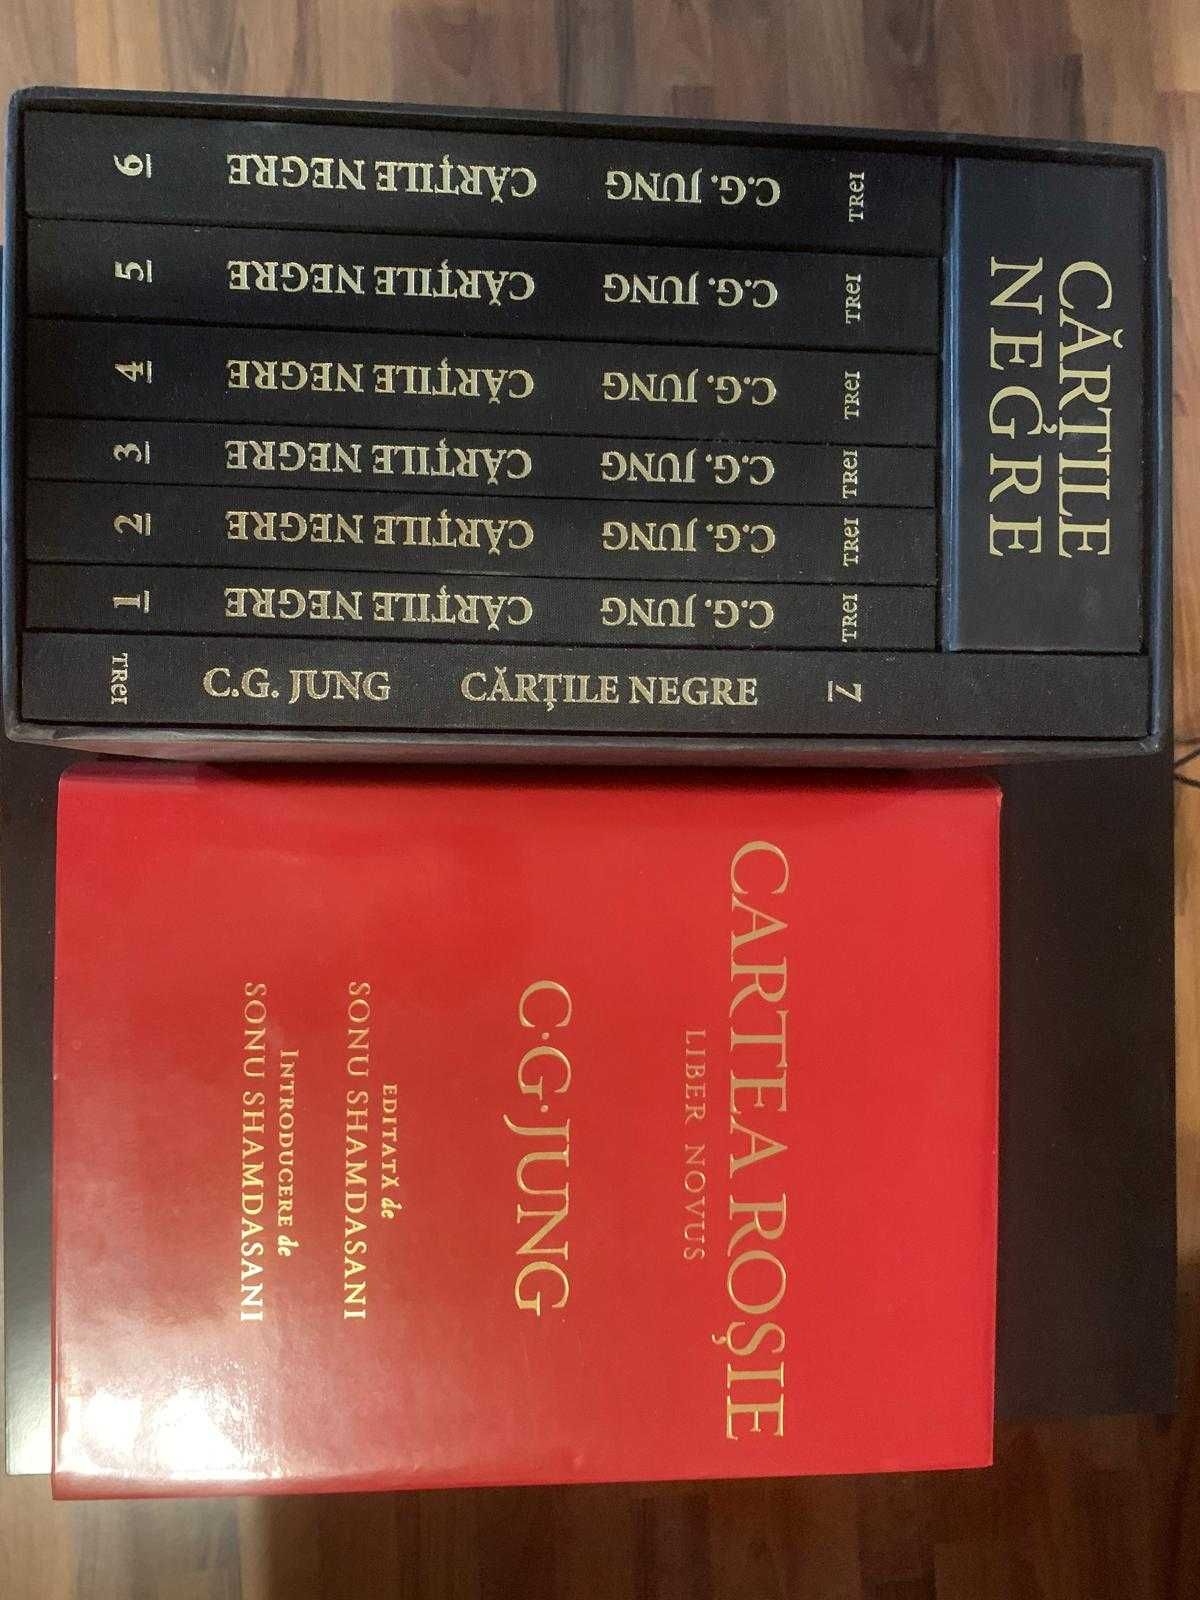 6 CĂRȚILE NEGRE C.G. JUNG TREI
5 CĂRȚILE NEGRE C.G. JUNG TREI
4 CĂRȚILE NEGRE C.G. JUNG TREI
3 CĂRȚILE NEGRE C.G. JUNG TREI
2 CĂRȚILE NEGRE C.G. JUNG TREI
1 CĂRȚILE NEGRE C.G. JUNG TREI
TREI C.G. JUNG CĂRȚILE NEGRE 7
CĂRȚILE
NEGRE
CARTEA ROȘIE
LIBER NOVUS
C·G·JUNG
EDITATĂ de
SONU SHAMDASANI
INTRODUCERE de
SONU SHAMDASANI